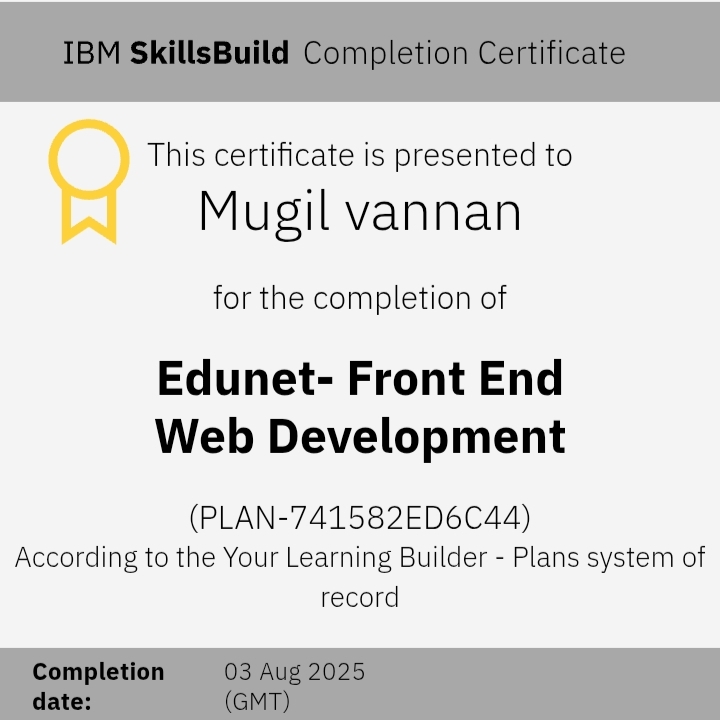 IBM SkillsBuild Completion Certificate
This certificate is presented to
Mugil vannan
for the completion of
Edunet- Front End
Web Development
(PLAN-741582ED6C44)
According to the Your Learning Builder - Plans system of
record
Completion date:
03 Aug 2025 (GMT)